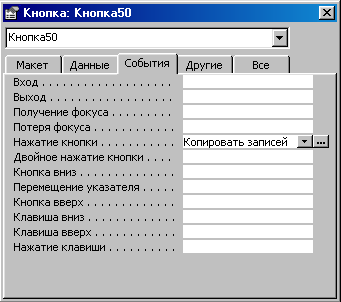 Кнопка: Кнопка50
Кнопка50
Макет Данные События Другие Все
Вход . . . . . . . . . . . . . . . . . . . .
Выход . . . . . . . . . . . . . . . . . . .
Получение фокуса . . . . . . . . .
Потеря фокуса . . . . . . . . . . . .
Нажатие кнопки . . . . . . . . . . . Копировать записей ...
Двойное нажатие кнопки . . . .
Кнопка вниз . . . . . . . . . . . . . .
Перемещение указателя . . . . .
Кнопка вверх . . . . . . . . . . . . .
Клавиша вниз . . . . . . . . . . . . .
Клавиша вверх . . . . . . . . . . . .
Нажатие клавиши . . . . . . . . . .